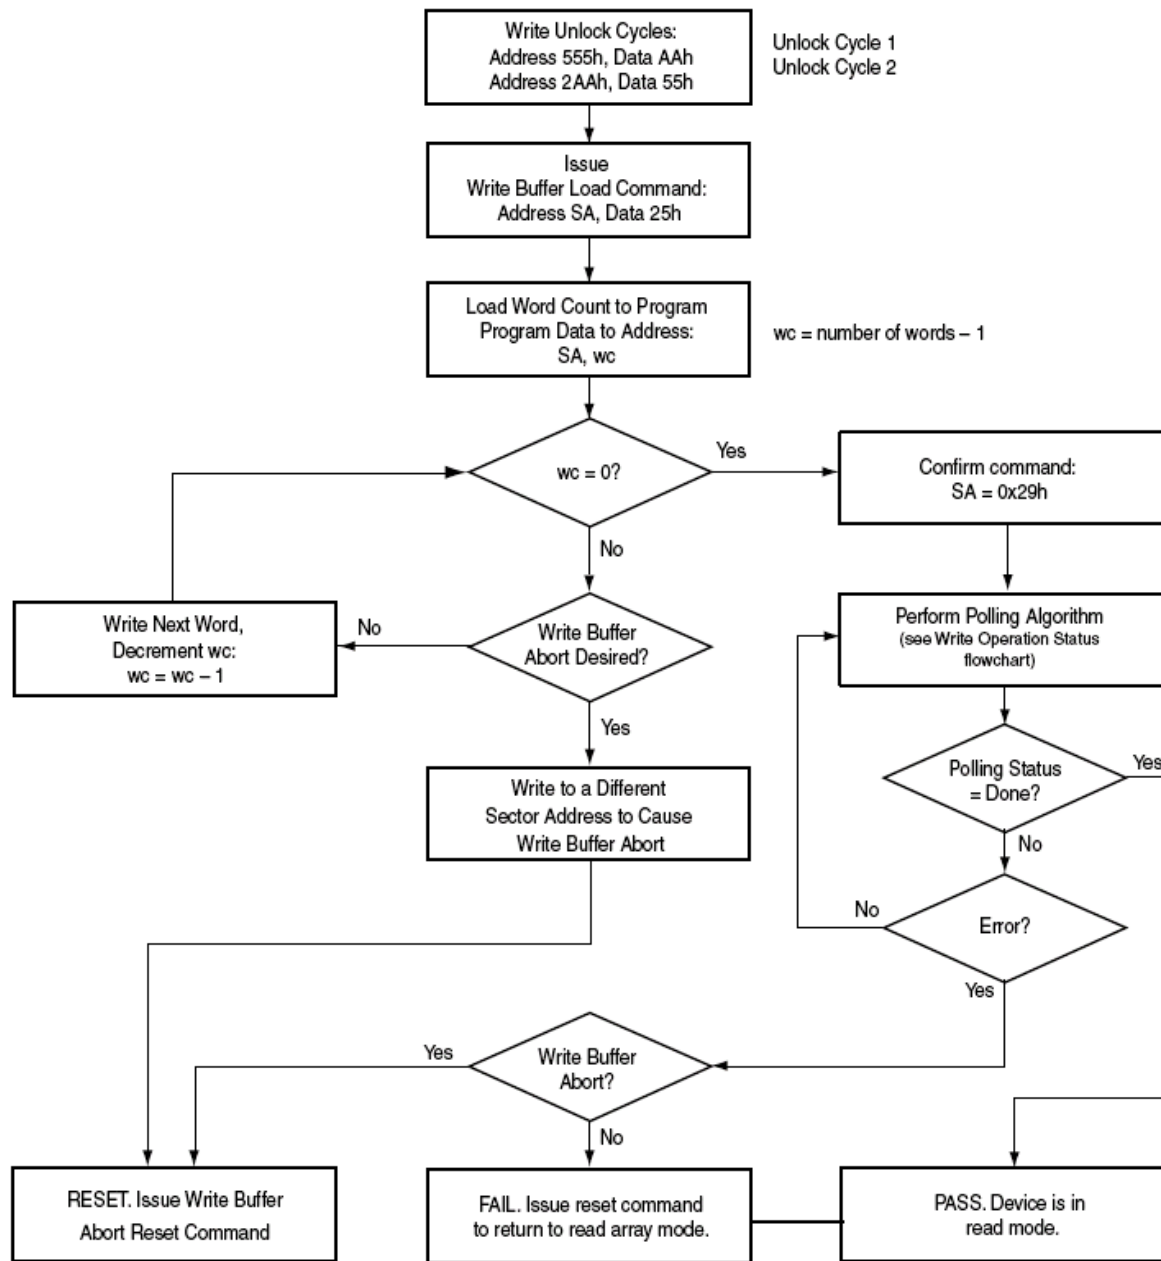 Write Unlock Cycles:
Address 555h, Data AAh
Address 2AAh, Data 55h
Unlock Cycle 1
Unlock Cycle 2
Issue
Write Buffer Load Command:
Address SA, Data 25h
Load Word Count to Program
Program Data to Address:
SA, wc
wc = number of words – 1
wc = 0?
Yes
Confirm command:
SA = 0x29h
No
Write Next Word,
Decrement wc:
wc = wc – 1
No
Write Buffer
Abort Desired?
Perform Polling Algorithm
(see Write Operation Status
flowchart)
Yes
Write to a Different
Sector Address to Cause
Write Buffer Abort
Polling Status
= Done?
Yes
No
Error?
No
Yes
Write Buffer
Abort?
Yes
No
RESET. Issue Write Buffer
Abort Reset Command
FAIL. Issue reset command
to return to read array mode.
PASS. Device is in
read mode.